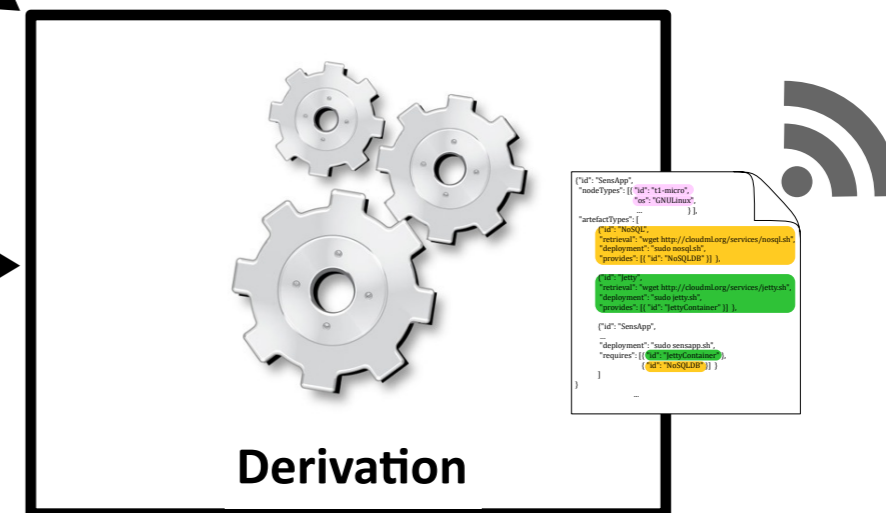 {"id": "SensApp",
"nodeTypes": [{ "id": "t1-micro",
"os": "GNULinux",
... } ],
"artefactTypes": [
{"id": "NoSQL",
"retrieval": "wget http://cloudml.org/services/nosql.sh",
"deployment": "sudo nosql.sh",
"provides": [{ "id": "NoSQLDB" }] },
{"id": "Jetty",
"retrieval": "wget http://cloudml.org/services/jetty.sh",
"deployment": "sudo jetty.sh",
"provides": [{ "id": "JettyContainer" }] },
{"id": "SensApp",
...
"deployment": "sudo sensapp.sh",
"requires": [{ "id": "JettyContainer" },
{ "id": "NoSQLDB" }] }
]
}
...
Derivation